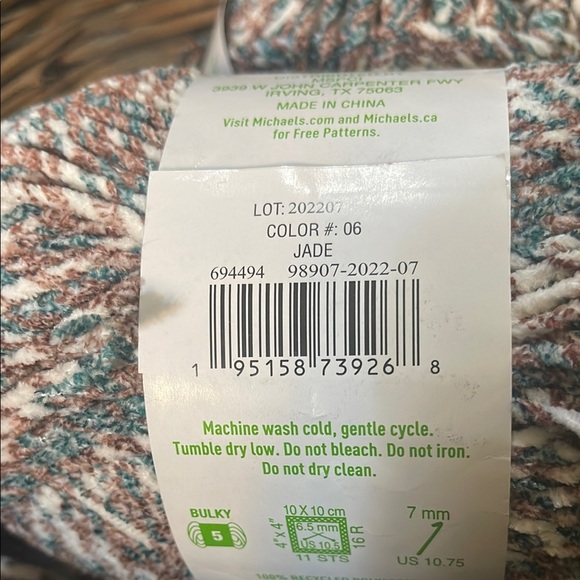 3939 W JOHN CARPENTER FWY
IRVING, TX 75063
MADE IN CHINA
Visit Michaels.com and Michaels.ca
for Free Patterns.
LOT: 202207
COLOR #: 06
JADE
694494 98907-2022-07
1 95158 73926 8
Machine wash cold, gentle cycle.
Tumble dry low. Do not bleach. Do not iron.
Do not dry clean.
BULKY
5
10 X 10 cm
4" x 4"
6.5 mm
US 10.5
16 R
11 STS
7 mm
US 10.75
100% RECYCLED